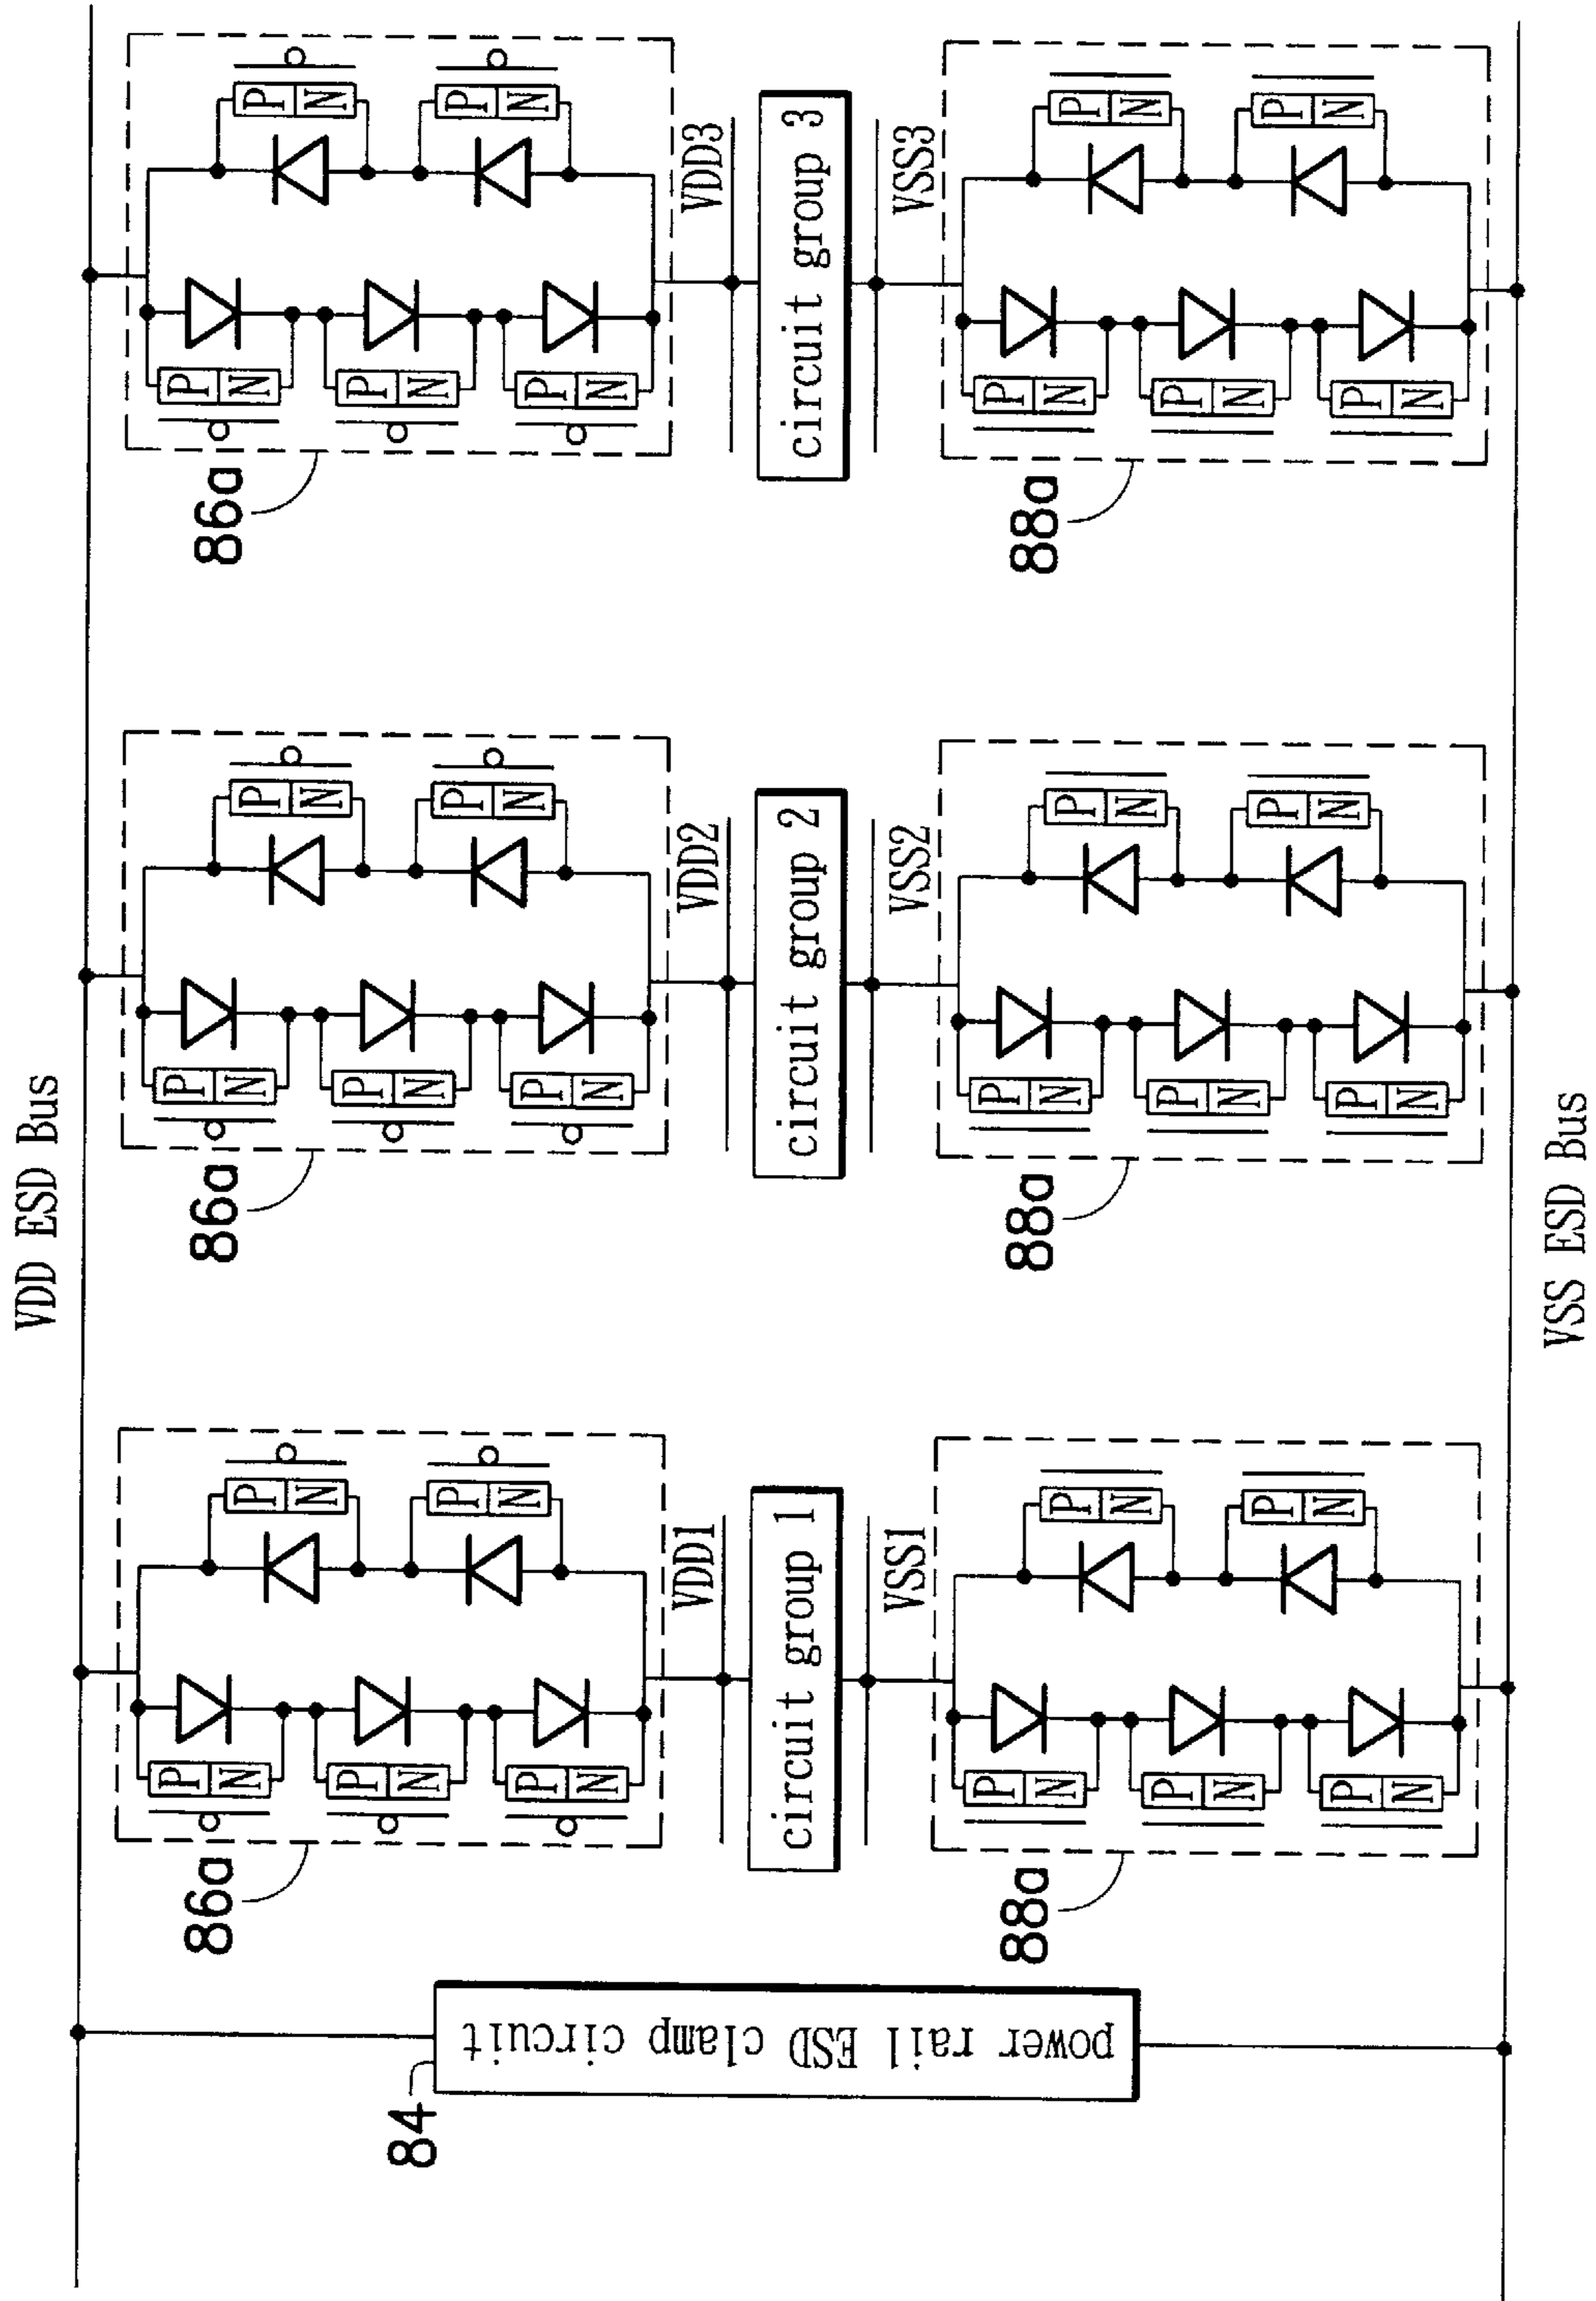 VDD ESD Bus
84
power rail ESD clamp circuit
86a
P
N
P
N
P
N
P
N
P
N
86a
P
N
P
N
P
N
P
N
P
N
86a
P
N
P
N
P
N
P
N
P
N
VDD1
circuit group 1
VSS1
VDD2
circuit group 2
VSS2
VDD3
circuit group 3
VSS3
88a
P
N
P
N
P
N
P
N
P
N
88a
P
N
P
N
P
N
P
N
P
N
88a
P
N
P
N
P
N
P
N
P
N
VSS ESD Bus